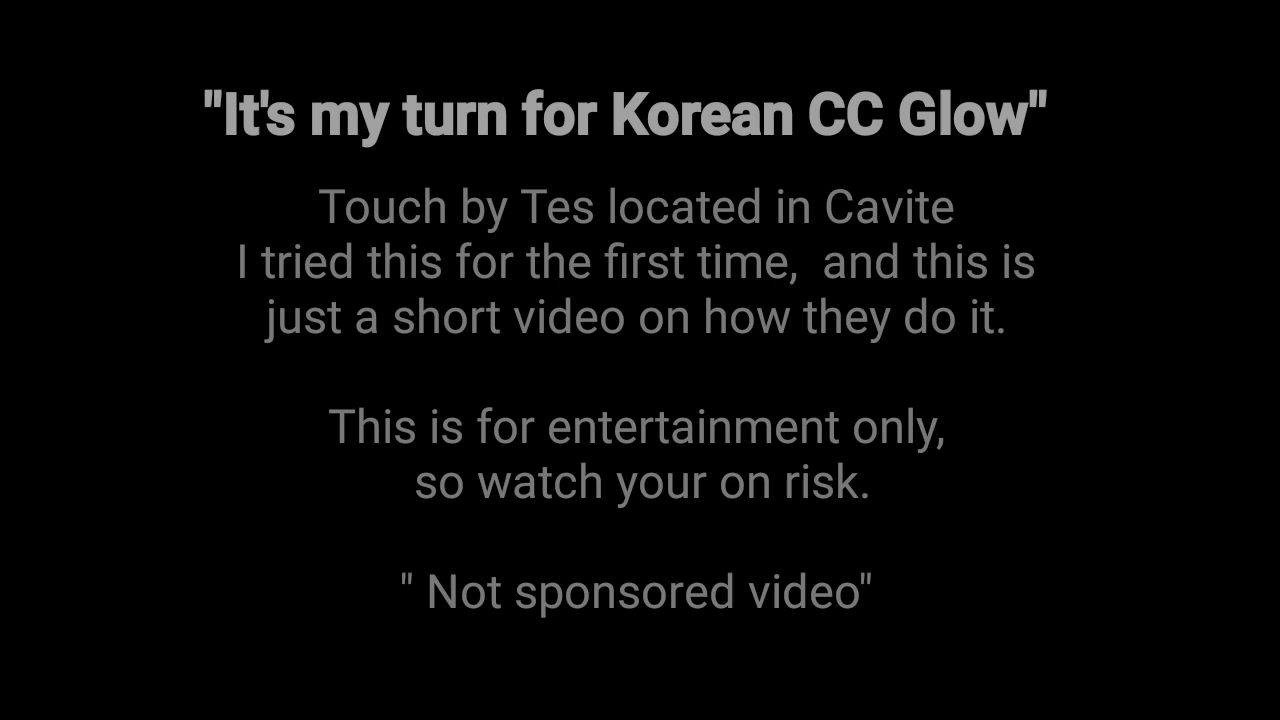 "It's my turn for Korean CC Glow"
Touch by Tes located in Cavite
I tried this for the first time,  and this is
just a short video on how they do it.
This is for entertainment only,
so watch your on risk.
" Not sponsored video"